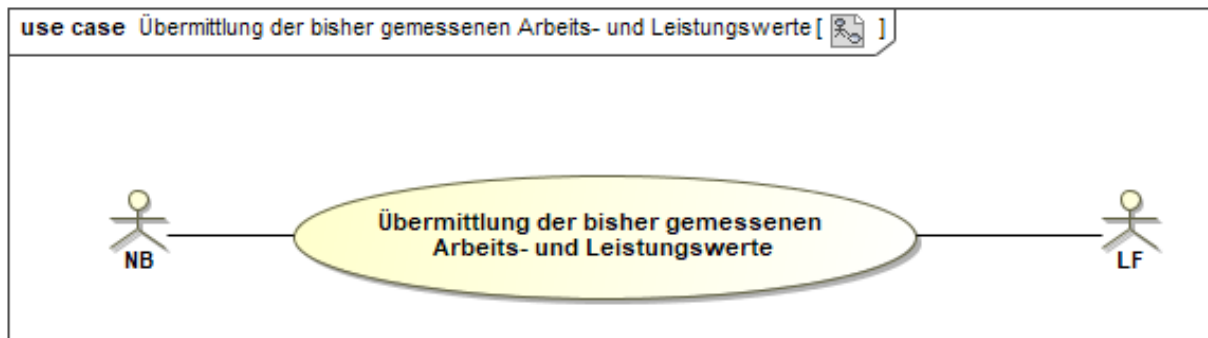 use case Übermittlung der bisher gemessenen Arbeits- und Leistungswerte [ ]
Übermittlung der bisher gemessenen
Arbeits- und Leistungswerte
NB
LF